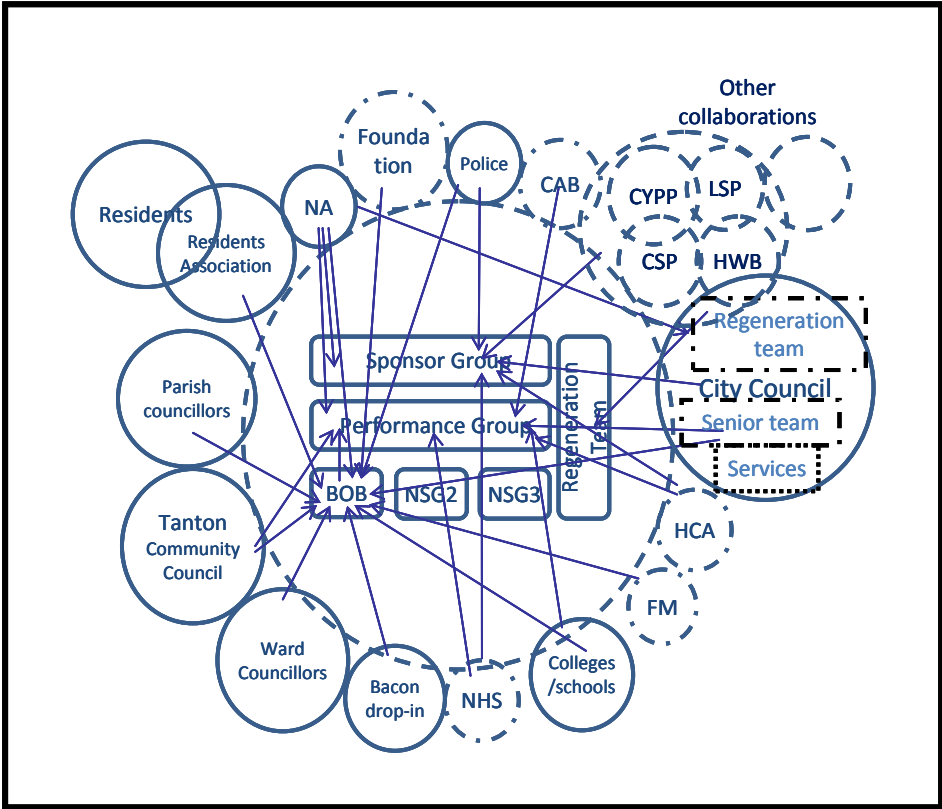 Other
collaborations
Founda
tion
Police
CAB
CYPP
LSP
CSP
HWB
Residents
Residents
Association
NA
Regeneration
team
City Council
Senior team
Services
Sponsor Group
Performance Group
Regeneration
Team
BOB
NSG2
NSG3
Parish
councillors
Tanton
Community
Council
HCA
FM
Ward
Councillors
Bacon
drop-in
NHS
Colleges
/schools